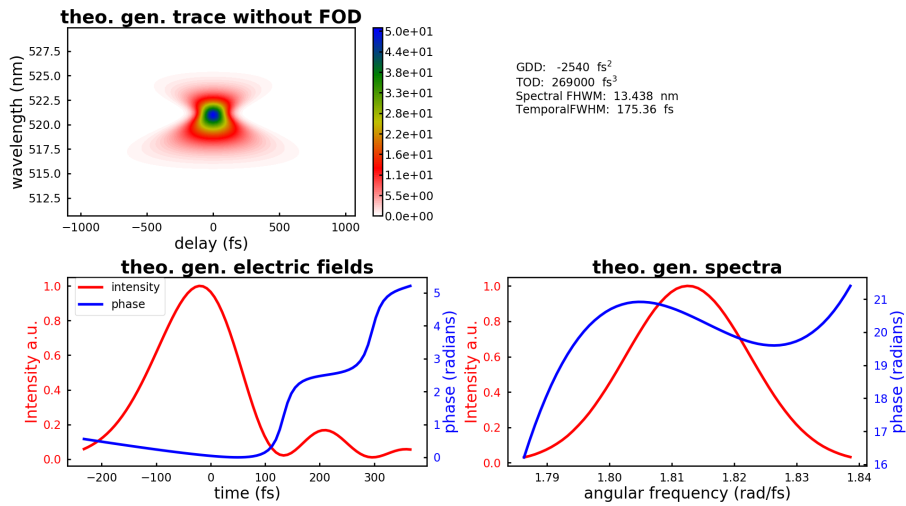 theo. gen. trace without FOD
wavelength (nm)
527.5
525.0
522.5
520.0
517.5
515.0
512.5
−1000
−500
0
500
1000
delay (fs)
5.0e+01
4.4e+01
3.8e+01
3.3e+01
2.8e+01
2.2e+01
1.6e+01
1.1e+01
5.5e+00
0.0e+00
GDD: -2540 fs²
TOD: 269000 fs³
Spectral FHWM: 13.438 nm
TemporalFWHM: 175.36 fs
theo. gen. electric fields
Intensity a.u.
1.0
0.8
0.6
0.4
0.2
0.0
intensity
phase
−200
−100
0
100
200
300
time (fs)
5
4
3
2
1
0
phase (radians)
theo. gen. spectra
Intensity a.u.
1.0
0.8
0.6
0.4
0.2
0.0
1.79
1.80
1.81
1.82
1.83
1.84
angular frequency (rad/fs)
21
20
19
18
17
16
phase (radians)